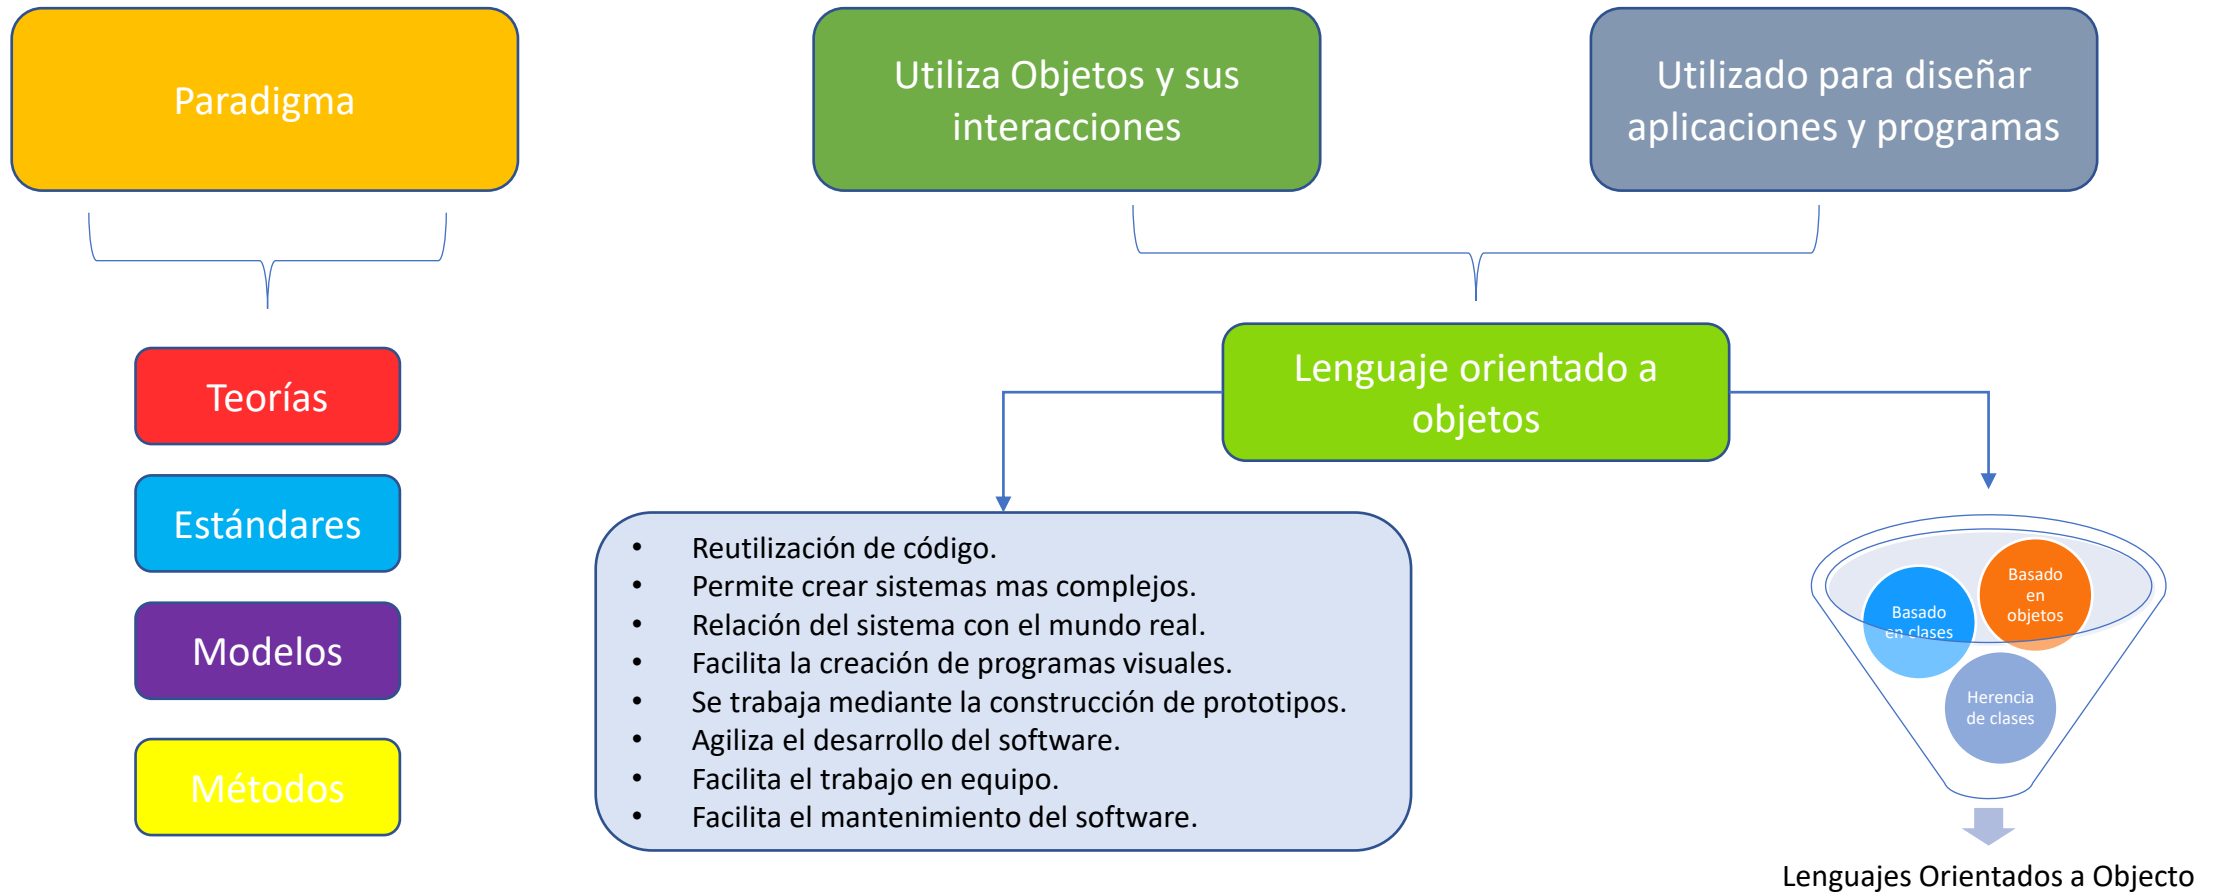 Paradigma
Utiliza Objetos y sus
interacciones
Utilizado para diseñar
aplicaciones y programas
Teorías
Estándares
Modelos
Métodos
Lenguaje orientado a
objetos
• Reutilización de código.
• Permite crear sistemas mas complejos.
• Relación del sistema con el mundo real.
• Facilita la creación de programas visuales.
• Se trabaja mediante la construcción de prototipos.
• Agiliza el desarrollo del software.
• Facilita el trabajo en equipo.
• Facilita el mantenimiento del software.
Basado
en clases
Basado
en
objetos
Herencia
de clases
Lenguajes Orientados a Objecto